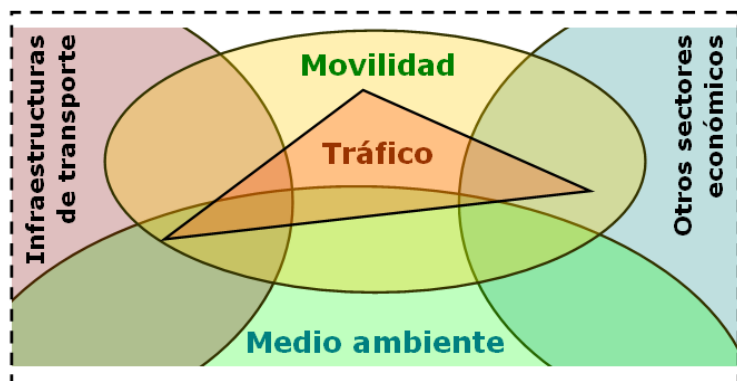 Infraestructuras
de transporte
Movilidad
Tráfico
Otros sectores
económicos
Medio ambiente